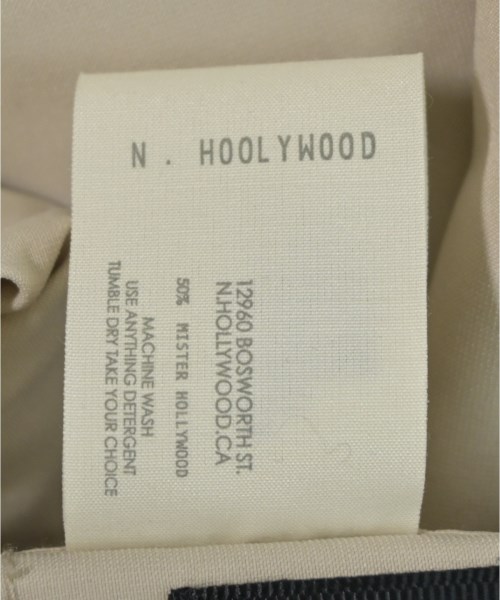 N . HOOLYWOOD
12960 BOSWORTH ST.
N.HOLLYWOOD.CA
50% MISTER HOLLYWOOD
MACHINE WASH
USE ANYTHING DETERGENT
TUMBLE DRY TAKE YOUR CHOICE